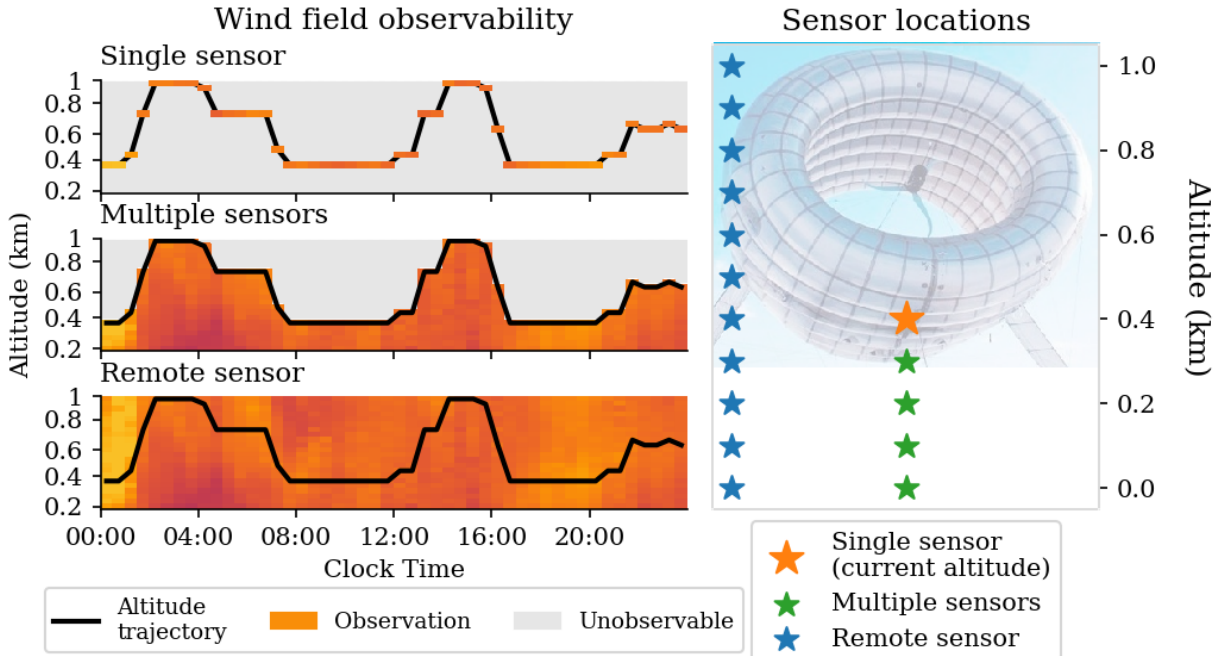 Wind field observability
Single sensor
1
0.8
0.6
0.4
0.2
Multiple sensors
1
0.8
0.6
0.4
0.2
Remote sensor
1
0.8
0.6
0.4
0.2
Altitude (km)
00:00 04:00 08:00 12:00 16:00 20:00
Clock Time
Altitude
trajectory
Observation
Unobservable
Sensor locations
1.0
0.8
0.6
0.4
0.2
0.0
Altitude (km)
Single sensor
(current altitude)
Multiple sensors
Remote sensor